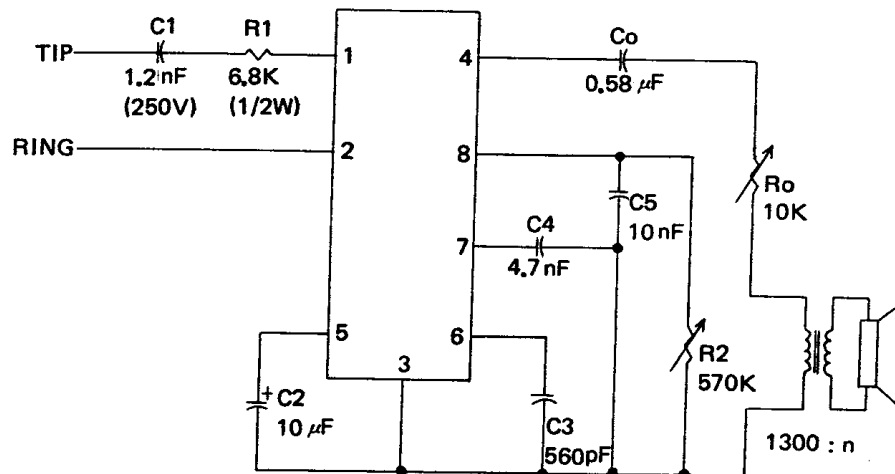 C1
R1
TIP
1
4
Co
1.2nF
6.8K
0.58 µF
(250V)
(1/2W)
RING
2
8
C5
Ro
10K
C4
10nF
7
4.7nF
5
6
3
R2
570K
+
C2
10 µF
C3
560pF
1300 : n